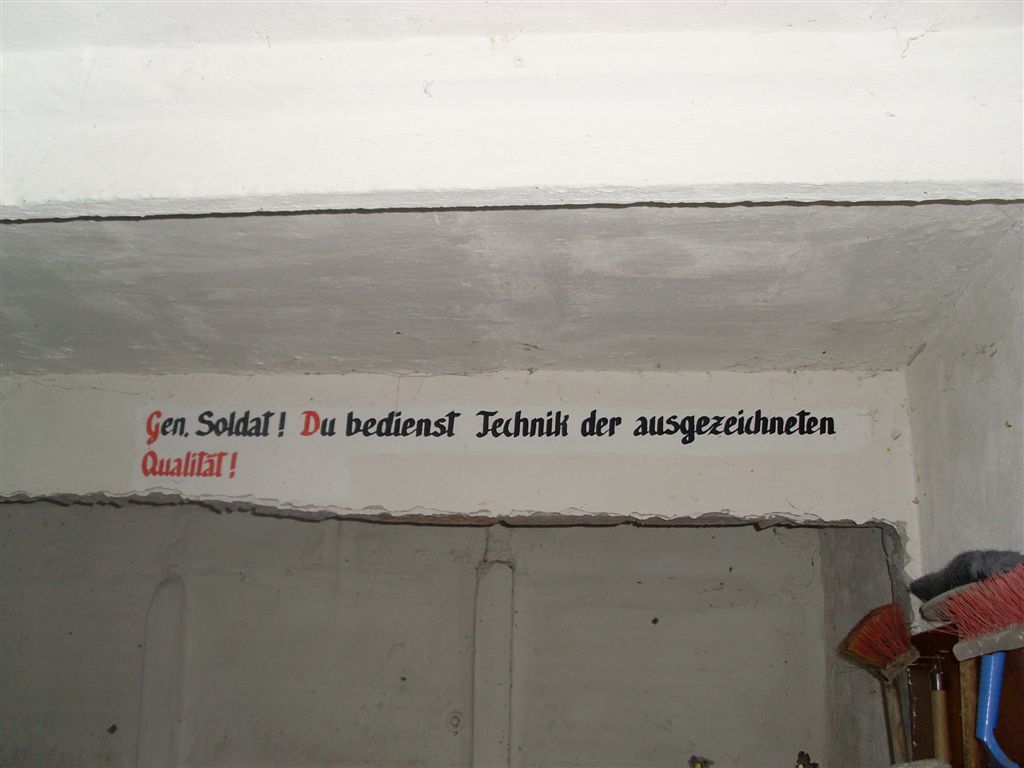 Gen. Soldat! Du bedienst Technik der ausgezeichneten
Qualität!